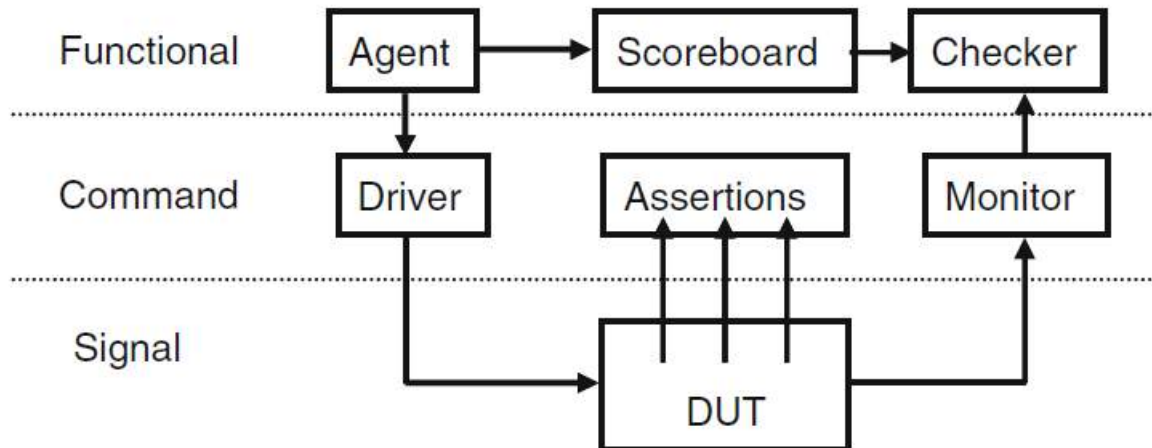 Functional
Agent
Scoreboard
Checker
Command
Driver
Assertions
Monitor
Signal
DUT